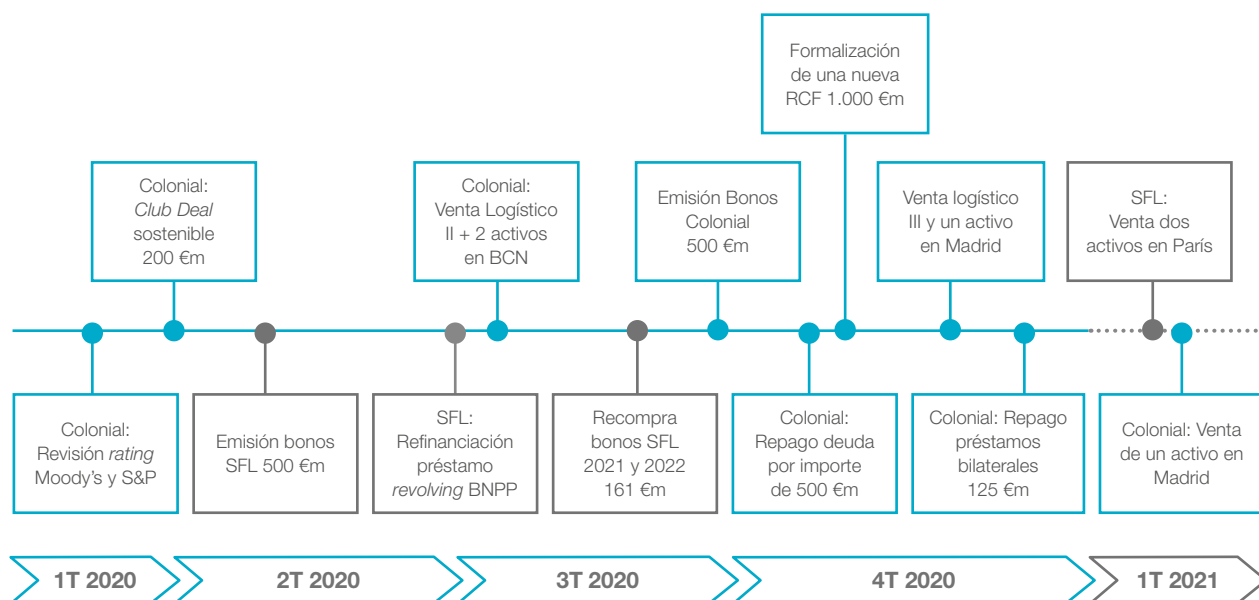 Formalización
de una nueva
RCF 1.000 €m
Colonial:
Club Deal
sostenible
200 €m
Colonial:
Venta Logístico
II + 2 activos
en BCN
Emisión Bonos
Colonial
500 €m
Venta logístico
III y un activo
en Madrid
SFL:
Venta dos
activos en París
Colonial:
Revisión rating
Moody’s y S&P
Emisión bonos
SFL 500 €m
SFL:
Refinanciación
préstamo
revolving BNPP
Recompra
bonos SFL
2021 y 2022
161 €m
Colonial:
Repago deuda
por importe
de 500 €m
Colonial: Repago
préstamos
bilaterales
125 €m
Colonial: Venta
de un activo en
Madrid
1T 2020
2T 2020
3T 2020
4T 2020
1T 2021